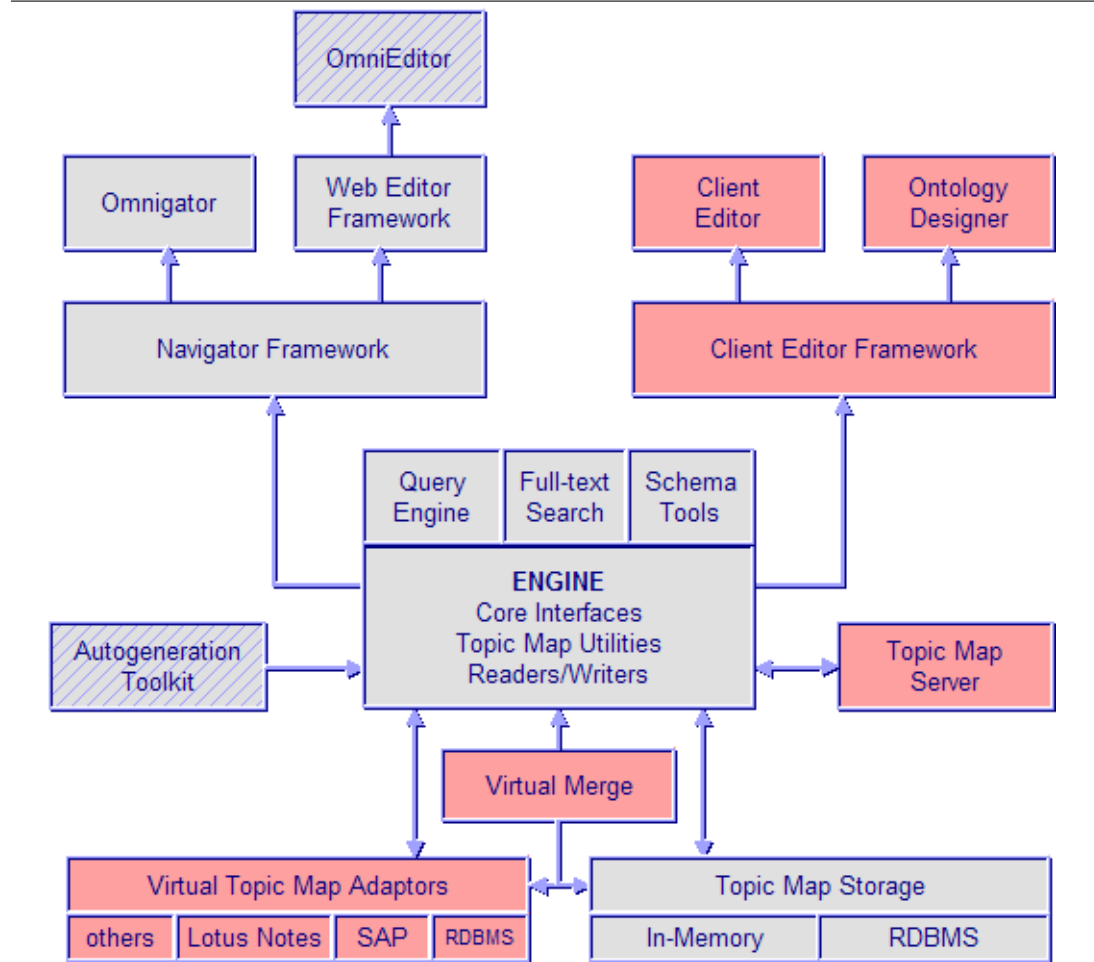 OmniEditor
Omnigator
Web Editor
Framework
Client
Editor
Ontology
Designer
Navigator Framework
Client Editor Framework
Query
Engine
Full-text
Search
Schema
Tools
ENGINE
Core Interfaces
Topic Map Utilities
Readers/Writers
Autogeneration
Toolkit
Topic Map
Server
Virtual Merge
Virtual Topic Map Adaptors
Topic Map Storage
others
Lotus Notes
SAP
RDBMS
In-Memory
RDBMS